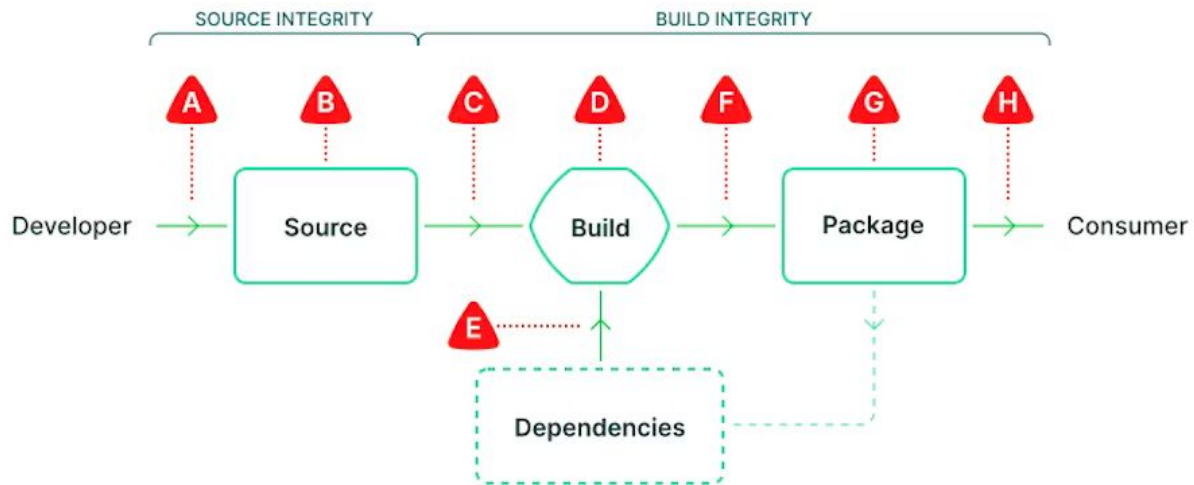 SOURCE INTEGRITY
BUILD INTEGRITY
A
B
C
D
F
G
H
Developer
Source
Build
Package
Consumer
E
Dependencies